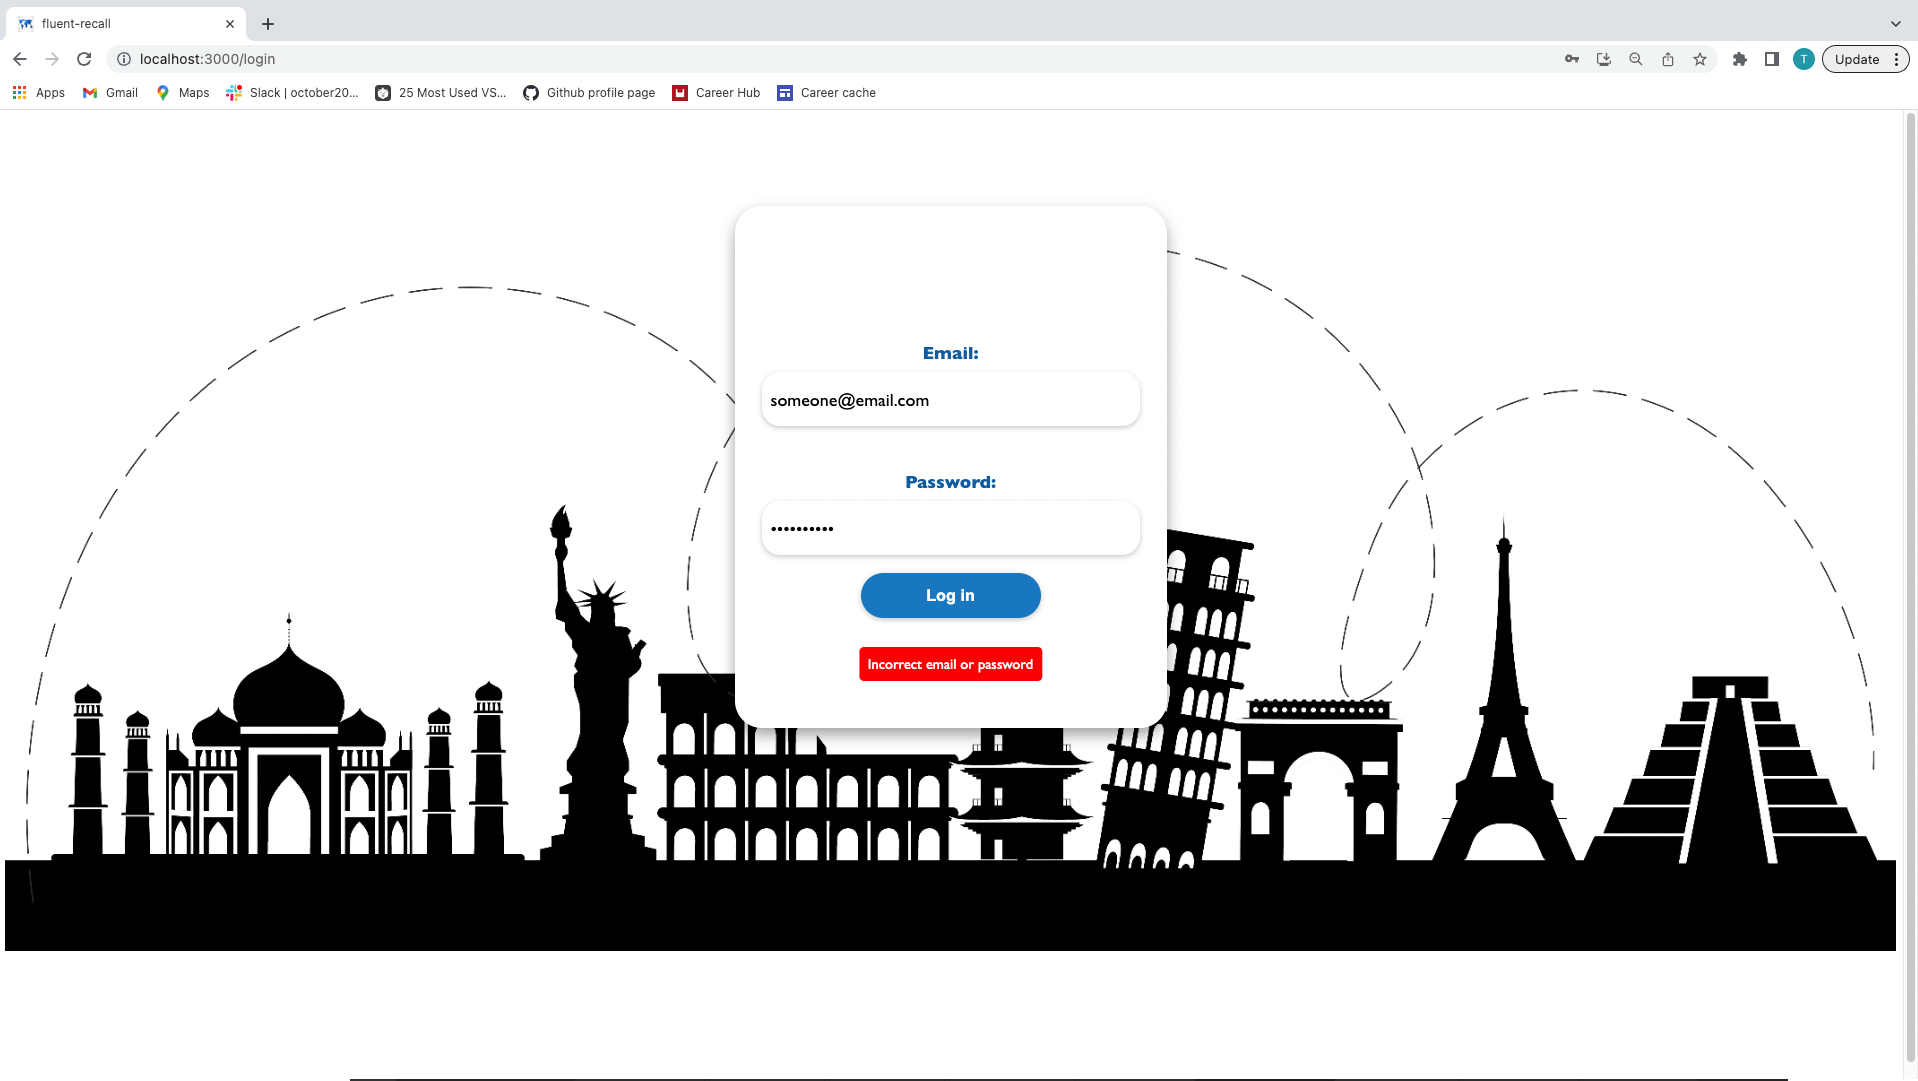 fluent-recall
localhost:3000/login
T
Update
Apps
Gmail
Maps
Slack | october20...
25 Most Used VS...
Github profile page
Career Hub
Career cache
Email:
someone@email.com
Password:
••••••••••
Log in
Incorrect email or password